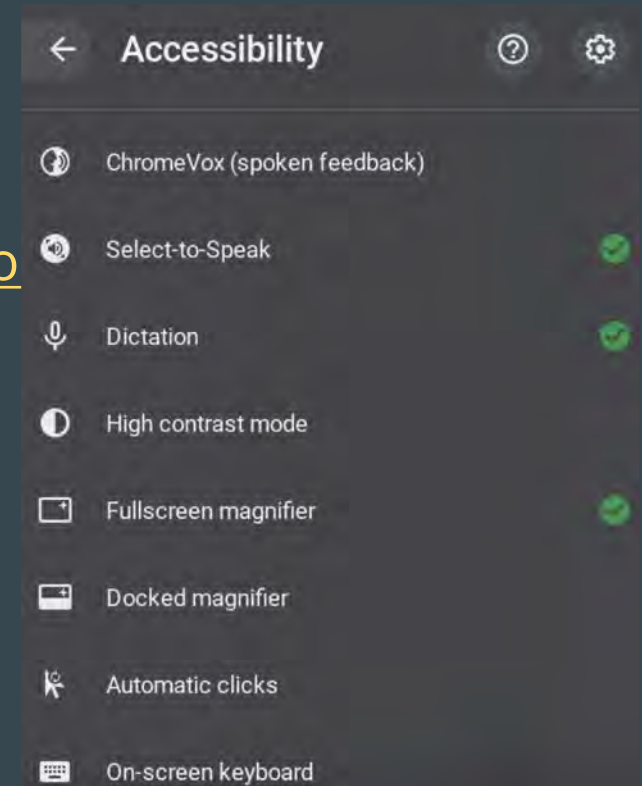 Accessibility
ChromeVox (spoken feedback)
Select-to-Speak
Dictation
High contrast mode
Fullscreen magnifier
Docked magnifier
Automatic clicks
On-screen keyboard